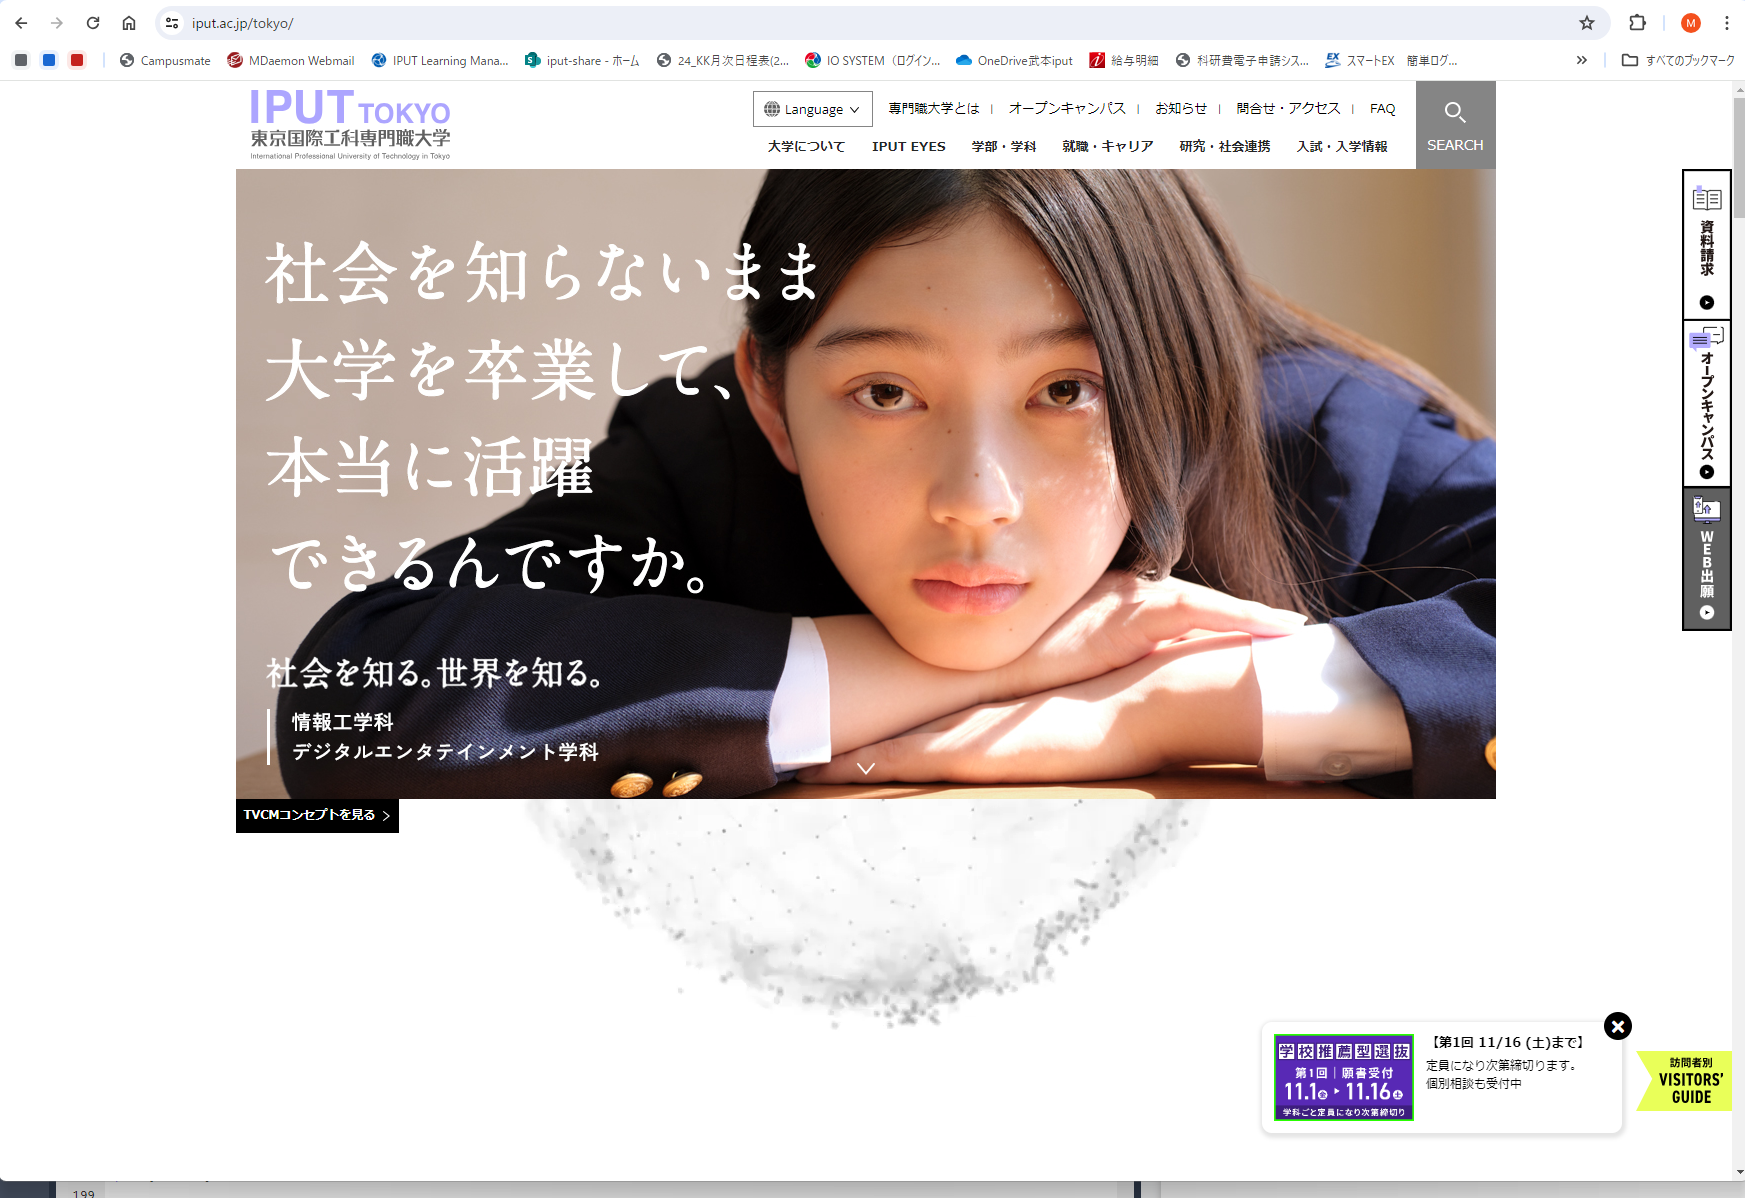 iput.ac.jp/tokyo/
M
Campusmate
MDaemon Webmail
IPUT Learning Mana...
iput-share - ホーム
24_KK月次日程表(2...
IO SYSTEM（ログイン...
OneDrive武本iput
給与明細
科研費電子申請シス...
スマートEX　簡単ログ...
すべてのブックマーク
IPUT TOKYO
東京国際工科専門職大学
International Professional University of Technology in Tokyo
Language
専門職大学とは
オープンキャンパス
お知らせ
問合せ・アクセス
FAQ
大学について
IPUT EYES
学部・学科
就職・キャリア
研究・社会連携
入試・入学情報
SEARCH
社会を知らないまま
大学を卒業して、
本当に活躍
できるんですか。
社会を知る。世界を知る。
情報工学科
デジタルエンタテインメント学科
TVCMコンセプトを見る
資料請求
オープンキャンパス
WEB出願
学校推薦型選抜
第1回｜願書受付
11.1㊎ ▸ 11.16㊏
学科ごと定員になり次第締切り
【第1回 11/16 (土)まで】
定員になり次第締切ります。
個別相談も受付中
訪問者別
VISITORS'
GUIDE
199